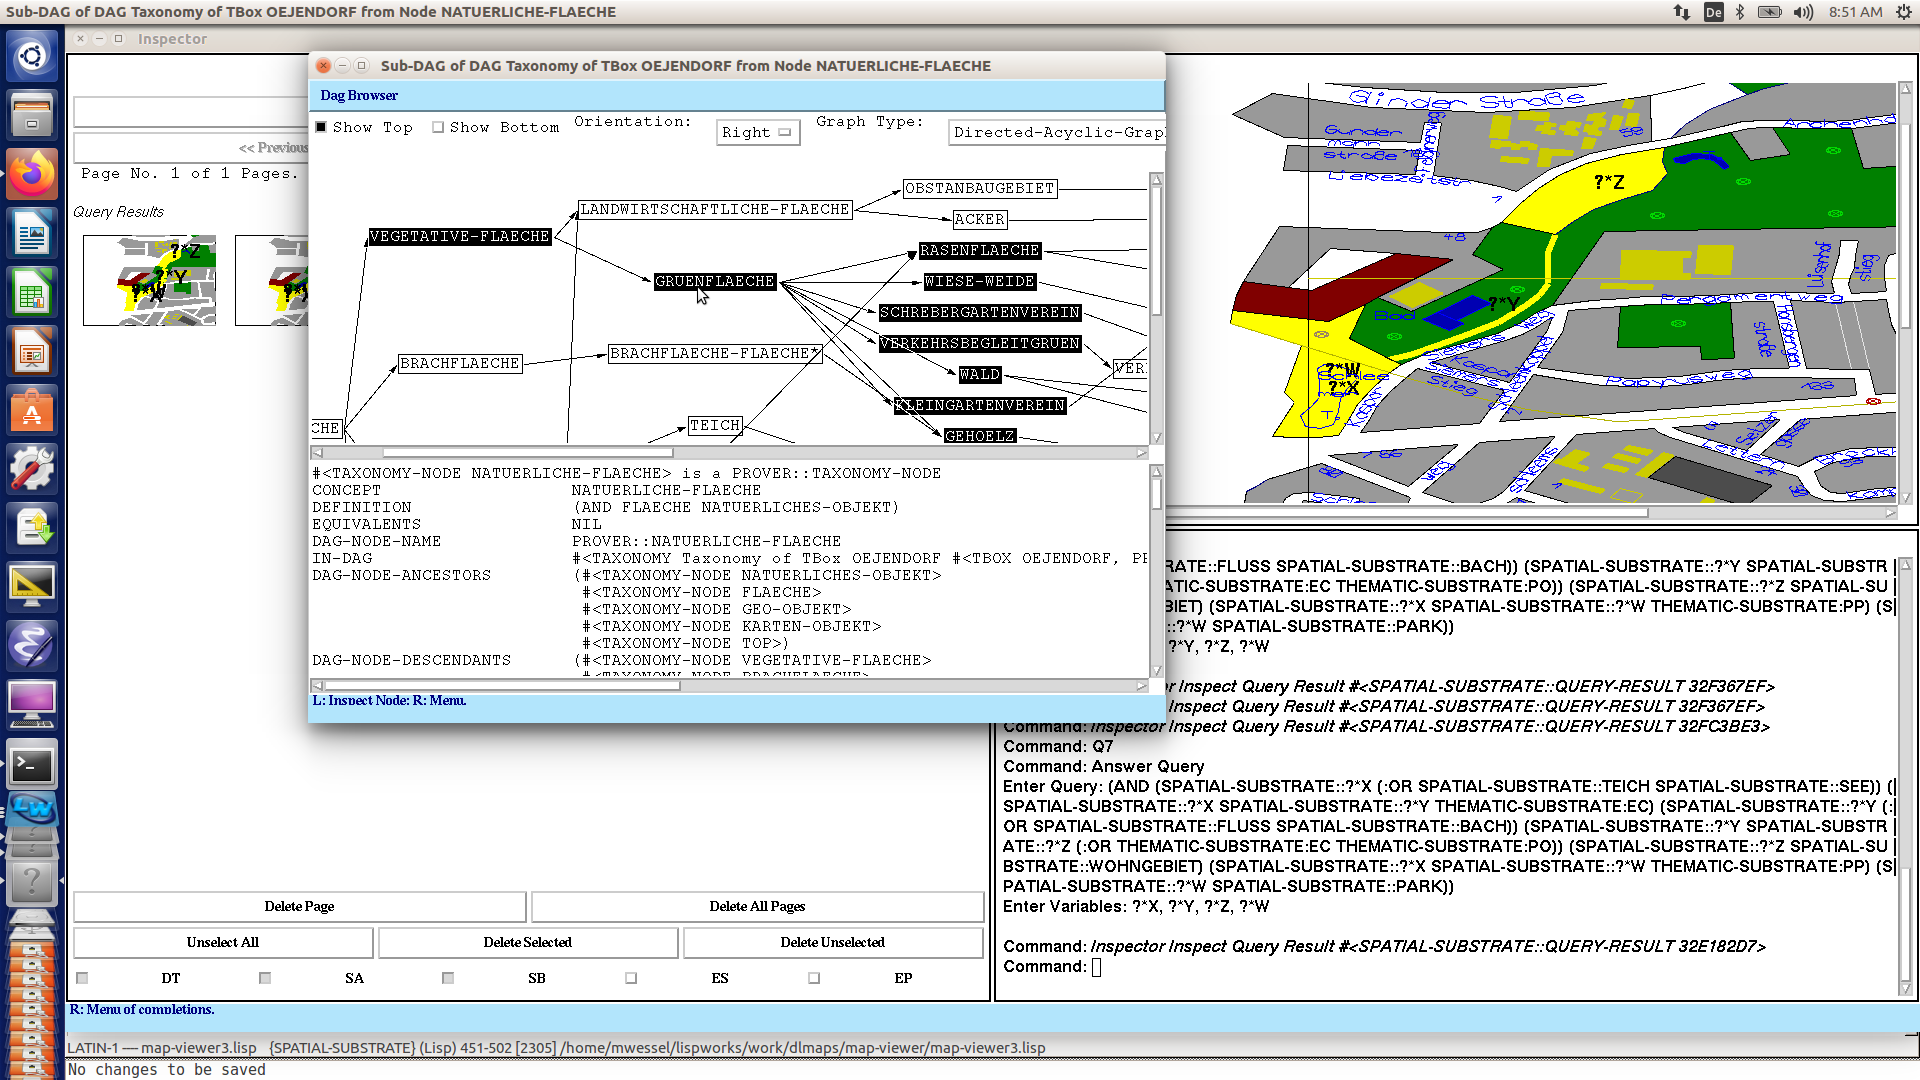 Sub-DAG of DAG Taxonomy of TBox OEJENDORF from Node NATUERLICHE-FLAECHE
De
8:51 AM
Inspector
Sub-DAG of DAG Taxonomy of TBox OEJENDORF from Node NATUERLICHE-FLAECHE
Dag Browser
Show Top
Show Bottom
Orientation:
Right
Graph Type:
Directed-Acyclic-Grap
<< Previous
Page No. 1 of 1 Pages.
Query Results
?*Z
?*Y
?*W
OBSTANBAUGEBIET
LANDWIRTSCHAFTLICHE-FLAECHE
ACKER
VEGETATIVE-FLAECHE
RASENFLAECHE
GRUENFLAECHE
WIESE-WEIDE
SCHREBERGARTENVEREIN
VERKEHRSBEGLEITGRUEN
BRACHFLAECHE
BRACHFLAECHE-FLAECHE*
WALD
KLEINGARTENVEREIN
CHE
TEICH
GEHOELZ
#<TAXONOMY-NODE NATUERLICHE-FLAECHE> is a PROVER::TAXONOMY-NODE
CONCEPT NATUERLICHE-FLAECHE
DEFINITION (AND FLAECHE NATUERLICHES-OBJEKT)
EQUIVALENTS NIL
DAG-NODE-NAME PROVER::NATUERLICHE-FLAECHE
IN-DAG #<TAXONOMY Taxonomy of TBox OEJENDORF #<TBOX OEJENDORF, PR
DAG-NODE-ANCESTORS (#<TAXONOMY-NODE NATUERLICHES-OBJEKT>
#<TAXONOMY-NODE FLAECHE>
#<TAXONOMY-NODE GEO-OBJEKT>
#<TAXONOMY-NODE KARTEN-OBJEKT>
#<TAXONOMY-NODE TOP>)
DAG-NODE-DESCENDANTS (#<TAXONOMY-NODE VEGETATIVE-FLAECHE>
#<TAXONOMY-NODE BRACHFLAECHE>
L: Inspect Node; R: Menu.
Glinder Straße
Gunder
mann
straße
Liebezeitstr
?*Z
48
?*Y
Bad
Pergamentweg
?*W
?*X
Papyrusweg
Stieg
RATE::FLUSS SPATIAL-SUBSTRATE::BACH)) (SPATIAL-SUBSTRATE::?*Y SPATIAL-SUBSTR
ATIC-SUBSTRATE:EC THEMATIC-SUBSTRATE:PO)) (SPATIAL-SUBSTRATE::?*Z SPATIAL-SU
BIET) (SPATIAL-SUBSTRATE::?*X SPATIAL-SUBSTRATE::?*W THEMATIC-SUBSTRATE:PP) (S
::?*W SPATIAL-SUBSTRATE::PARK))
?*Y, ?*Z, ?*W
or Inspect Query Result #<SPATIAL-SUBSTRATE::QUERY-RESULT 32F367EF>
Inspect Query Result #<SPATIAL-SUBSTRATE::QUERY-RESULT 32F367EF>
Command: Inspector Inspect Query Result #<SPATIAL-SUBSTRATE::QUERY-RESULT 32FC3BE3>
Command: Q7
Command: Answer Query
Enter Query: (AND (SPATIAL-SUBSTRATE::?*X (:OR SPATIAL-SUBSTRATE::TEICH SPATIAL-SUBSTRATE::SEE)) (
SPATIAL-SUBSTRATE::?*X SPATIAL-SUBSTRATE::?*Y THEMATIC-SUBSTRATE:EC) (SPATIAL-SUBSTRATE::?*Y (:
OR SPATIAL-SUBSTRATE::FLUSS SPATIAL-SUBSTRATE::BACH)) (SPATIAL-SUBSTRATE::?*Y SPATIAL-SUBSTR
ATE::?*Z (:OR THEMATIC-SUBSTRATE:EC THEMATIC-SUBSTRATE:PO)) (SPATIAL-SUBSTRATE::?*Z SPATIAL-SU
BSTRATE::WOHNGEBIET) (SPATIAL-SUBSTRATE::?*X SPATIAL-SUBSTRATE::?*W THEMATIC-SUBSTRATE:PP) (S
PATIAL-SUBSTRATE::?*W SPATIAL-SUBSTRATE::PARK))
Enter Variables: ?*X, ?*Y, ?*Z, ?*W
Command: Inspector Inspect Query Result #<SPATIAL-SUBSTRATE::QUERY-RESULT 32E182D7>
Command:
Delete Page
Delete All Pages
Unselect All
Delete Selected
Delete Unselected
DT
SA
SB
ES
EP
R: Menu of completions.
LATIN-1 — map-viewer3.lisp {SPATIAL-SUBSTRATE} (Lisp) 451-502 [2305] /home/mwessel/lispworks/work/dlmaps/map-viewer/map-viewer3.lisp
No changes to be saved